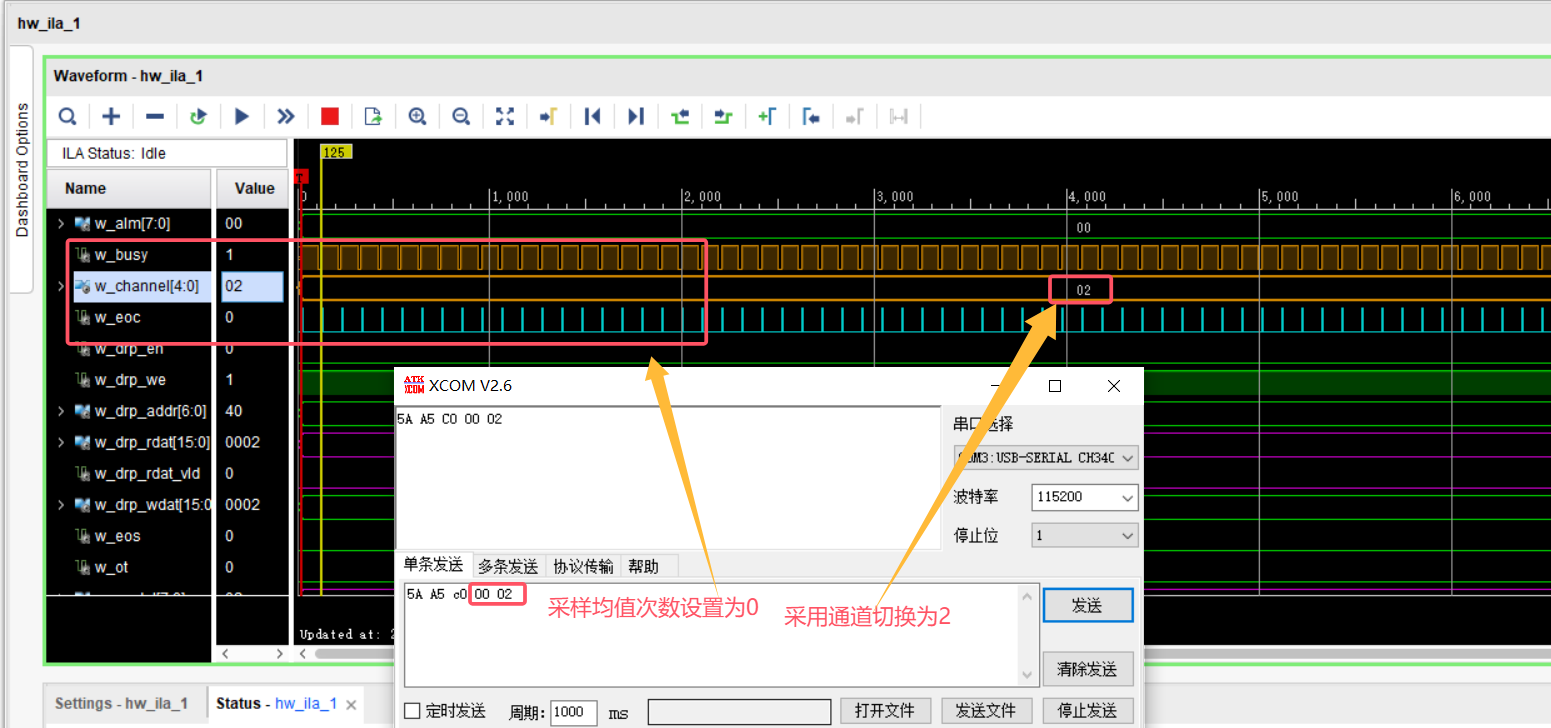 hw_ila_1
Dashboard Options
Waveform - hw_ila_1
ILA Status: Idle
125
Name Value
T
0 1,000 2,000 3,000 4,000 5,000 6,000
w_alm[7:0] 00 00
w_busy 1
w_channel[4:0] 02 02
w_eoc 0
w_drp_en 0
w_drp_we 1
w_drp_addr[6:0] 40
w_drp_rdat[15:0] 0002
w_drp_rdat_vld 0
w_drp_wdat[15:0 0002
w_eos 0
w_ot 0
Updated at: 2
ATK XCOM
XCOM V2.6
5A A5 C0 00 02
串口选择
COM3:USB-SERIAL CH340
波特率 115200
停止位 1
单条发送 多条发送 协议传输 帮助
5A A5 c0 00 02
采样均值次数设置为0
采用通道切换为2
发送
清除发送
定时发送 周期: 1000 ms 打开文件 发送文件 停止发送
Settings - hw_ila_1 Status - hw_ila_1